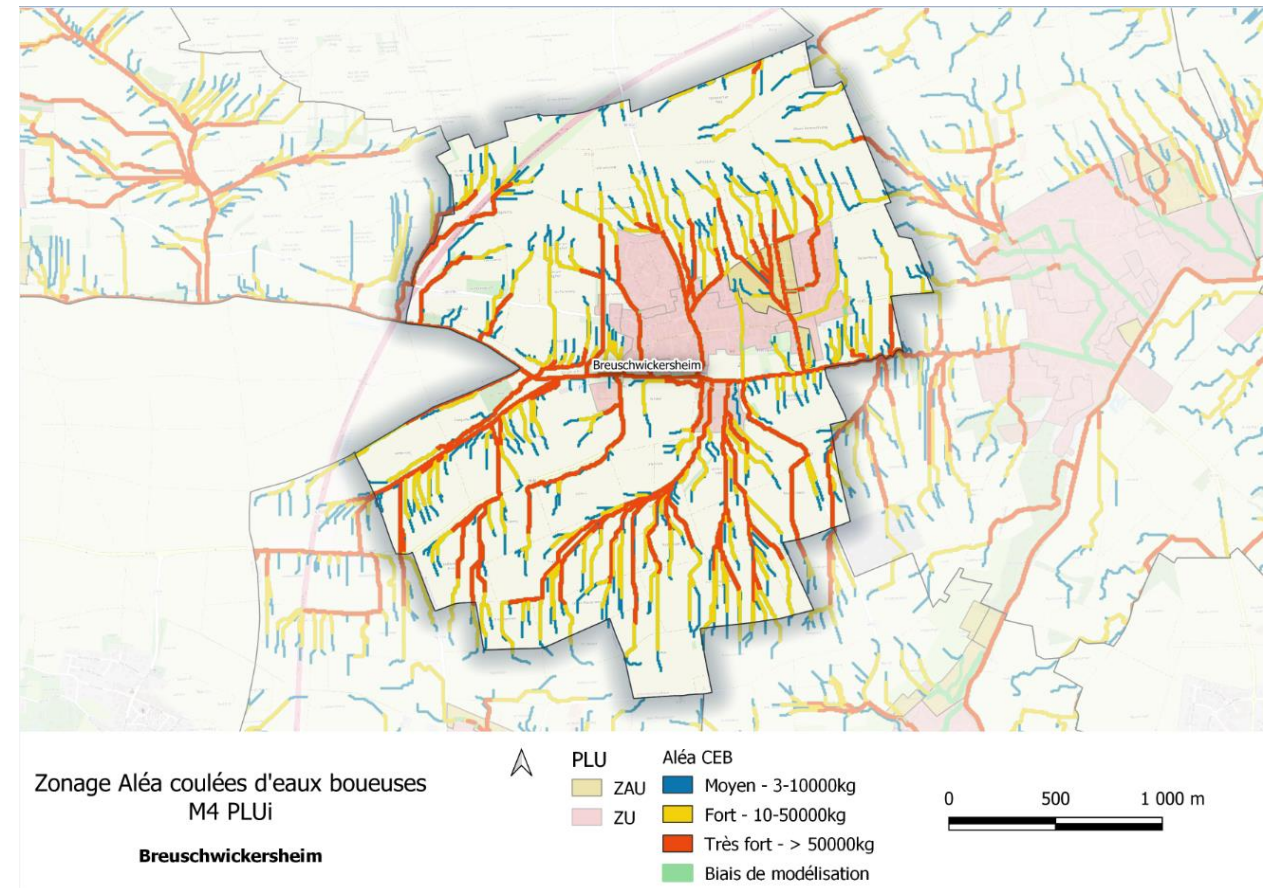 Breuschwickersheim
Zonage Aléa coulées d'eaux boueuses
M4 PLUi
Breuschwickersheim
PLU
ZAU
ZU
Aléa CEB
Moyen - 3-10000kg
Fort - 10-50000kg
Très fort - > 50000kg
Biais de modélisation
0 500 1 000 m